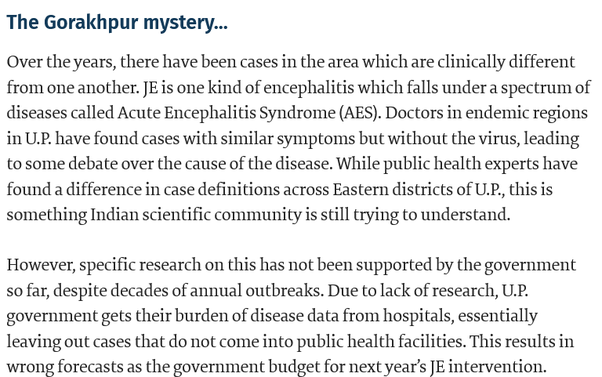 The Gorakhpur mystery...
Over the years, there have been cases in the area which are clinically different
from one another. JE is one kind of encephalitis which falls under a spectrum of
diseases called Acute Encephalitis Syndrome (AES). Doctors in endemic regions
in U.P. have found cases with similar symptoms but without the virus, leading
to some debate over the cause of the disease. While public health experts have
found a difference in case definitions across Eastern districts of U.P., this is
something Indian scientific community is still trying to understand.
However, specific research on this has not been supported by the government
so far, despite decades of annual outbreaks. Due to lack of research, U.P.
government gets their burden of disease data from hospitals, essentially
leaving out cases that do not come into public health facilities. This results in
wrong forecasts as the government budget for next year’s JE intervention.